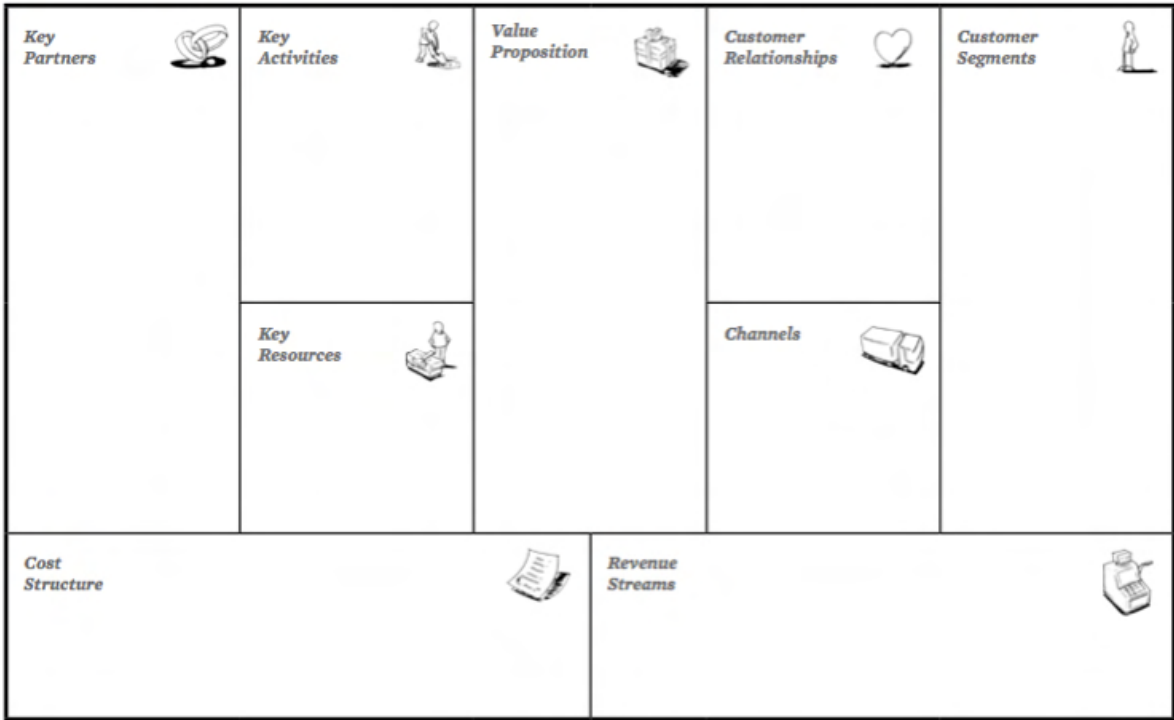 Key
Partners
Key
Activities
Value
Proposition
Customer
Relationships
Customer
Segments
Key
Resources
Channels
Cost
Structure
Revenue
Streams